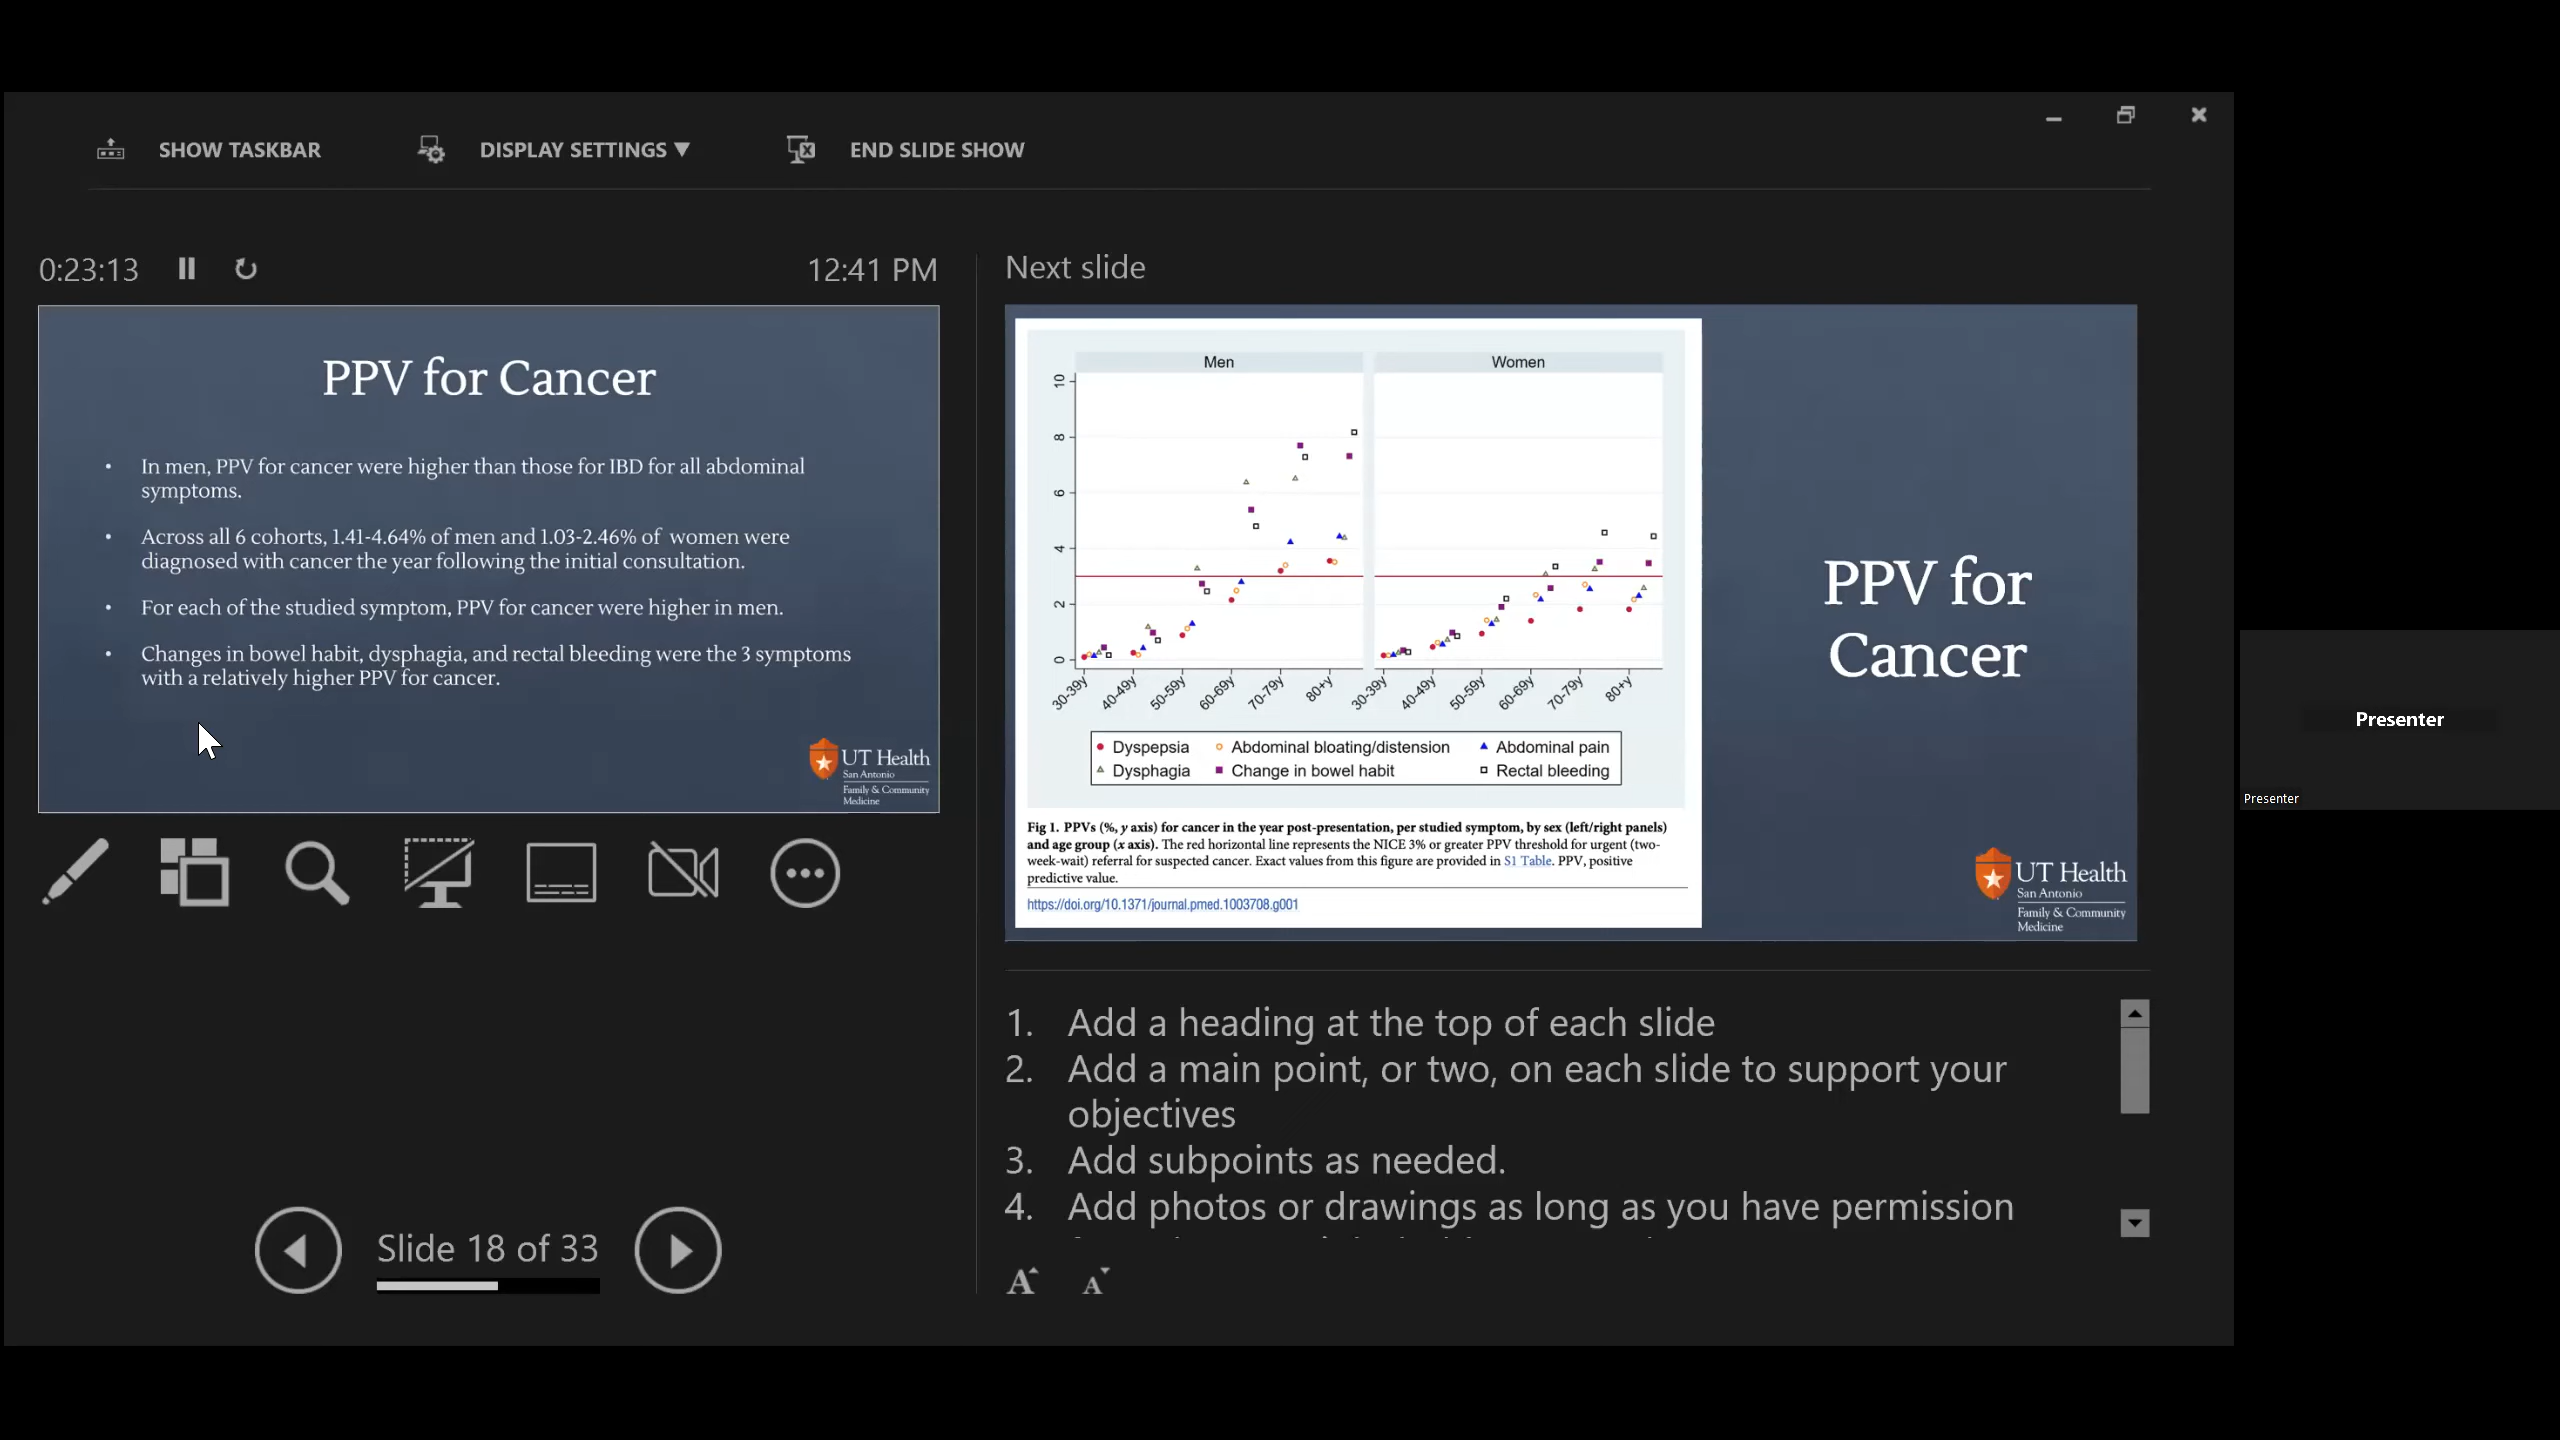 SHOW TASKBAR
DISPLAY SETTINGS ▼
END SLIDE SHOW
0:23:13
12:41 PM
PPV for Cancer
• In men, PPV for cancer were higher than those for IBD for all abdominal
symptoms.
• Across all 6 cohorts, 1.41-4.64% of men and 1.03-2.46% of women were
diagnosed with cancer the year following the initial consultation.
• For each of the studied symptom, PPV for cancer were higher in men.
• Changes in bowel habit, dysphagia, and rectal bleeding were the 3 symptoms
with a relatively higher PPV for cancer.
UT Health
San Antonio
Family & Community
Medicine
Slide 18 of 33
Next slide
Men
Women
10
8
6
4
2
0
30-39y
40-49y
50-59y
60-69y
70-79y
80+y
30-39y
40-49y
50-59y
60-69y
70-79y
80+y
Dyspepsia
Abdominal bloating/distension
Abdominal pain
Dysphagia
Change in bowel habit
Rectal bleeding
Fig 1. PPVs (%, y axis) for cancer in the year post-presentation, per studied symptom, by sex (left/right panels)
and age group (x axis). The red horizontal line represents the NICE 3% or greater PPV threshold for urgent (two-
week-wait) referral for suspected cancer. Exact values from this figure are provided in S1 Table. PPV, positive
predictive value.
https://doi.org/10.1371/journal.pmed.1003708.g001
PPV for
Cancer
UT Health
San Antonio
Family & Community
Medicine
1. Add a heading at the top of each slide
2. Add a main point, or two, on each slide to support your
objectives
3. Add subpoints as needed.
4. Add photos or drawings as long as you have permission
A A
Presenter
Presenter